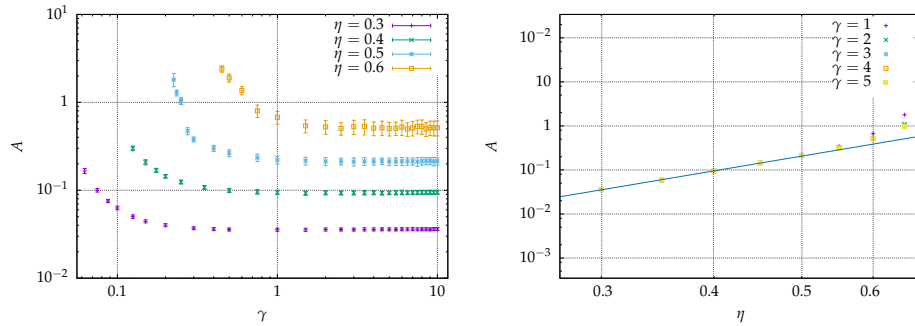 10¹
1
10⁻¹
10⁻²
A
0.1
1
10
γ
η = 0.3
η = 0.4
η = 0.5
η = 0.6
10⁻²
10
1
10⁻¹
10⁻²
10⁻³
A
0.3
0.4
0.5
0.6
η
γ = 1
γ = 2
γ = 3
γ = 4
γ = 5